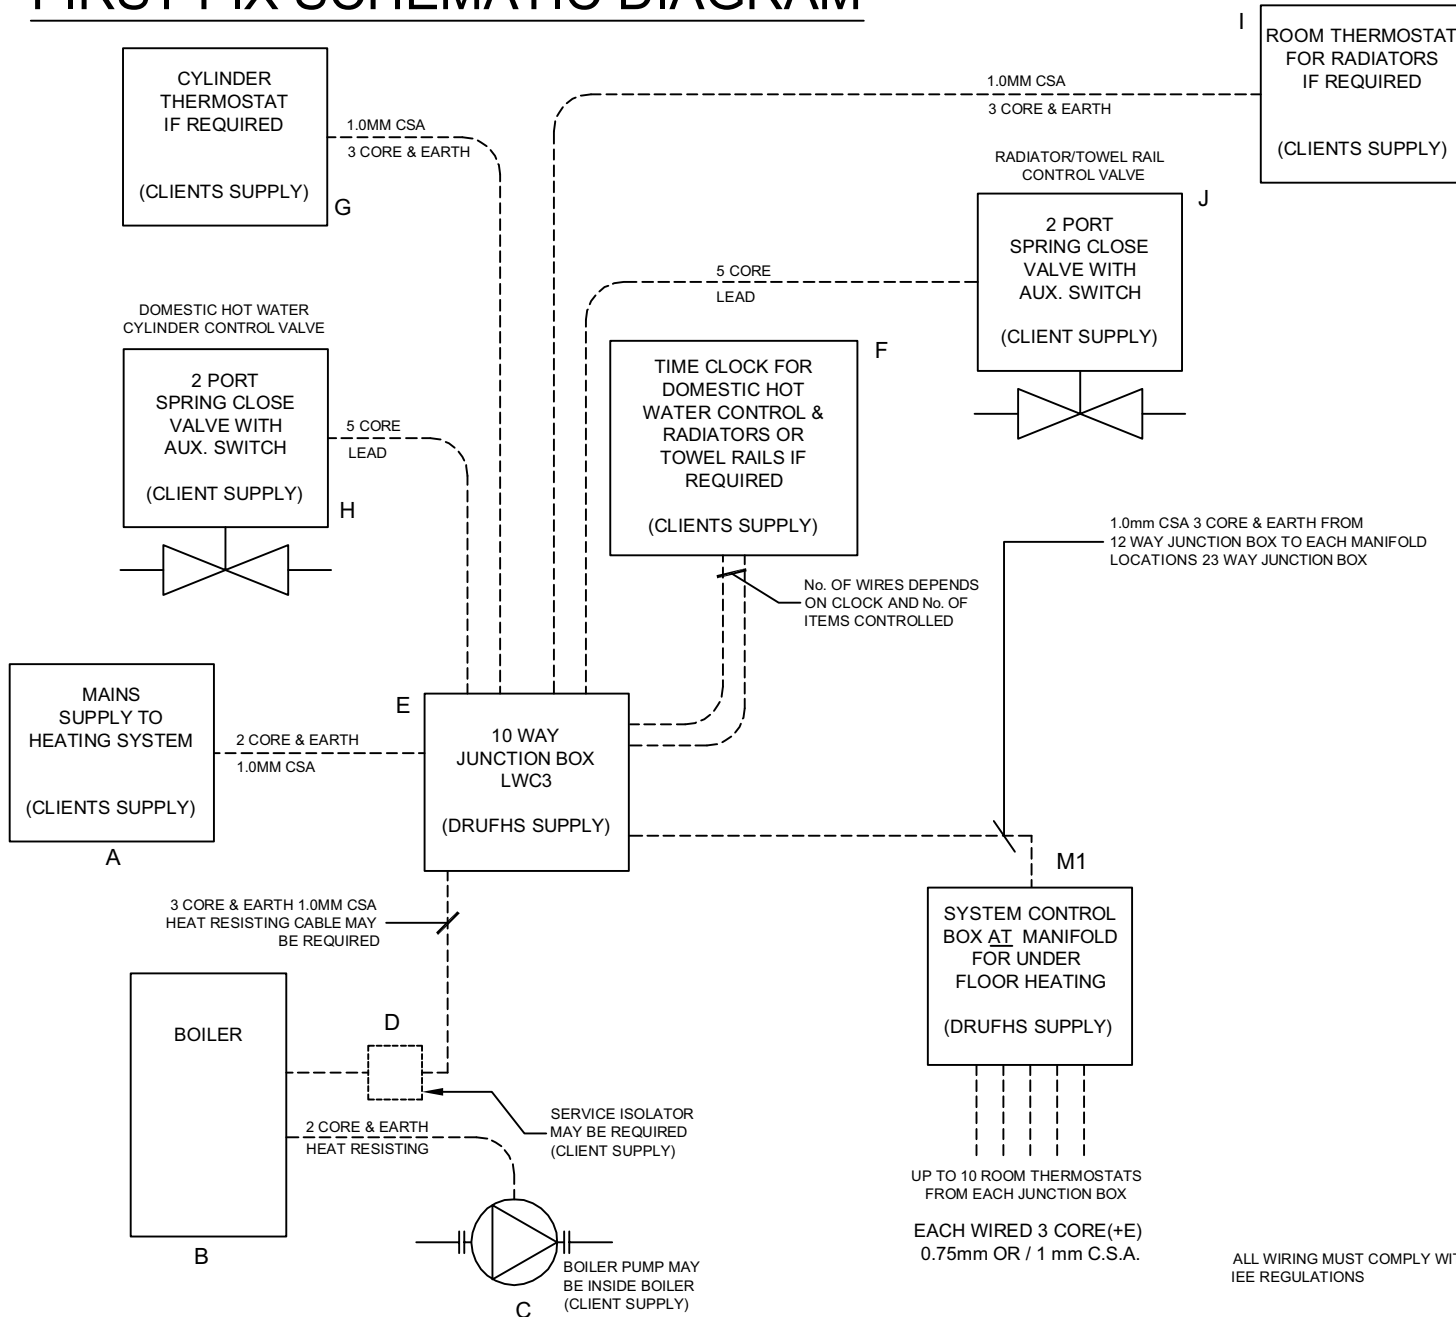 FIRST FIX SCHEMATIC DIAGRAM
I
ROOM THERMOSTAT
FOR RADIATORS
IF REQUIRED
(CLIENTS SUPPLY)
CYLINDER
THERMOSTAT
IF REQUIRED
(CLIENTS SUPPLY)
G
1.0MM CSA
3 CORE & EARTH
1.0MM CSA
3 CORE & EARTH
RADIATOR/TOWEL RAIL
CONTROL VALVE
J
2 PORT
SPRING CLOSE
VALVE WITH
AUX. SWITCH
(CLIENT SUPPLY)
5 CORE
LEAD
DOMESTIC HOT WATER
CYLINDER CONTROL VALVE
2 PORT
SPRING CLOSE
VALVE WITH
AUX. SWITCH
(CLIENT SUPPLY)
H
5 CORE
LEAD
F
TIME CLOCK FOR
DOMESTIC HOT
WATER CONTROL &
RADIATORS OR
TOWEL RAILS IF
REQUIRED
(CLIENTS SUPPLY)
No. OF WIRES DEPENDS
ON CLOCK AND No. OF
ITEMS CONTROLLED
1.0mm CSA 3 CORE & EARTH FROM
12 WAY JUNCTION BOX TO EACH MANIFOLD
LOCATIONS 23 WAY JUNCTION BOX
MAINS
SUPPLY TO
HEATING SYSTEM
(CLIENTS SUPPLY)
A
2 CORE & EARTH
1.0MM CSA
E
10 WAY
JUNCTION BOX
LWC3
(DRUFHS SUPPLY)
M1
SYSTEM CONTROL
BOX AT MANIFOLD
FOR UNDER
FLOOR HEATING
(DRUFHS SUPPLY)
3 CORE & EARTH 1.0MM CSA
HEAT RESISTING CABLE MAY
BE REQUIRED
BOILER
B
D
SERVICE ISOLATOR
MAY BE REQUIRED
(CLIENT SUPPLY)
2 CORE & EARTH
HEAT RESISTING
BOILER PUMP MAY
BE INSIDE BOILER
(CLIENT SUPPLY)
C
UP TO 10 ROOM THERMOSTATS
FROM EACH JUNCTION BOX
EACH WIRED 3 CORE(+E)
0.75mm OR / 1 mm C.S.A.
ALL WIRING MUST COMPLY WIT
IEE REGULATIONS